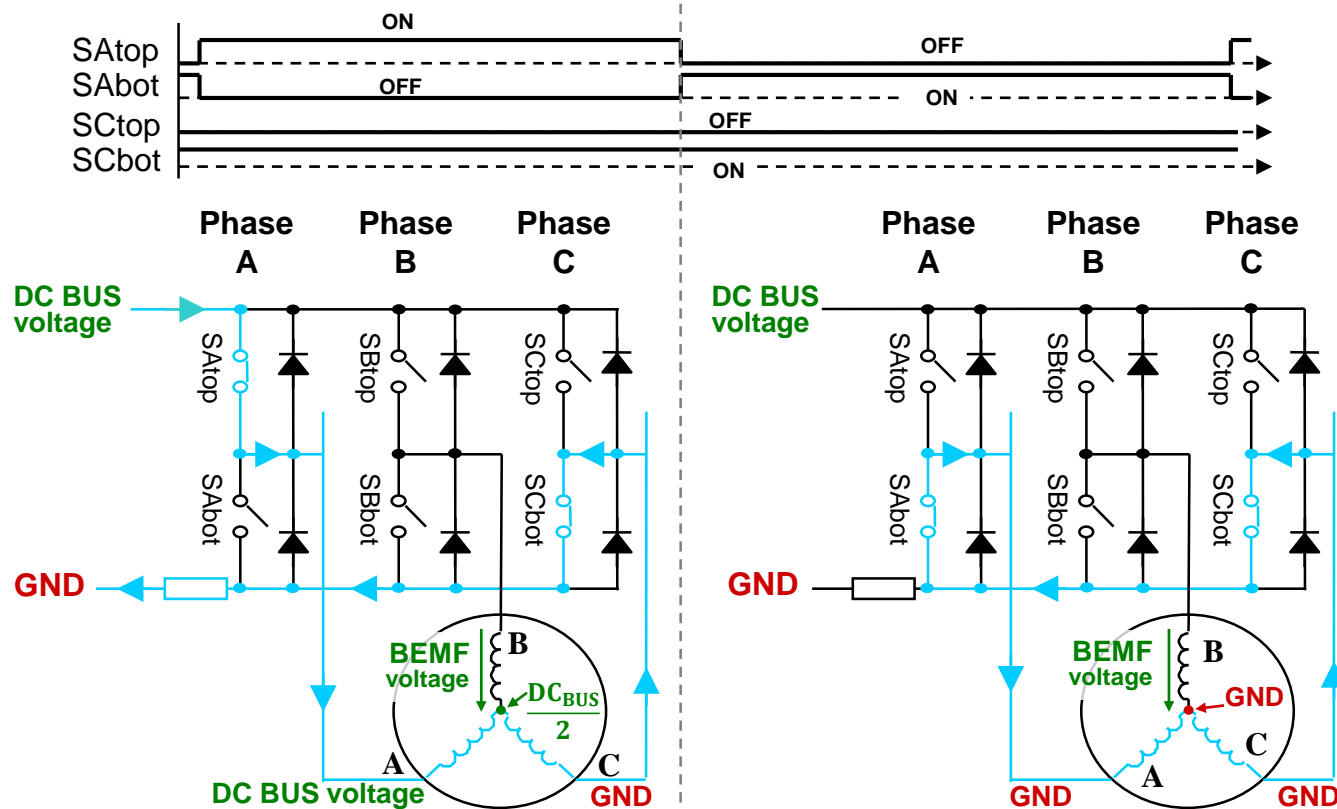 ON
SAtop
OFF
SAbot
OFF
ON
SCtop
OFF
SCbot
ON
Phase
A
Phase
B
Phase
C
DC BUS
voltage
SAtop
SBtop
SCtop
SAbot
SBbot
SCbot
GND
BEMF
voltage
B
DC_BUS
2
A
C
DC BUS voltage
GND
Phase
A
Phase
B
Phase
C
DC BUS
voltage
SAtop
SBtop
SCtop
SAbot
SBbot
SCbot
GND
BEMF
voltage
B
GND
A
C
GND
GND